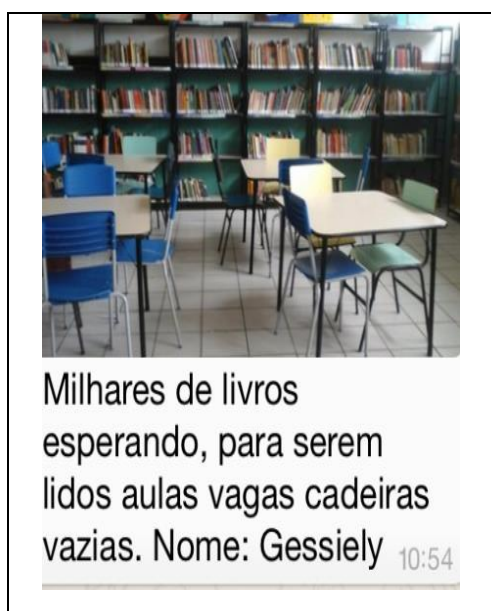 Milhares de livros
esperando, para serem
lidos aulas vagas cadeiras
vazias. Nome: Gessiely 10:54